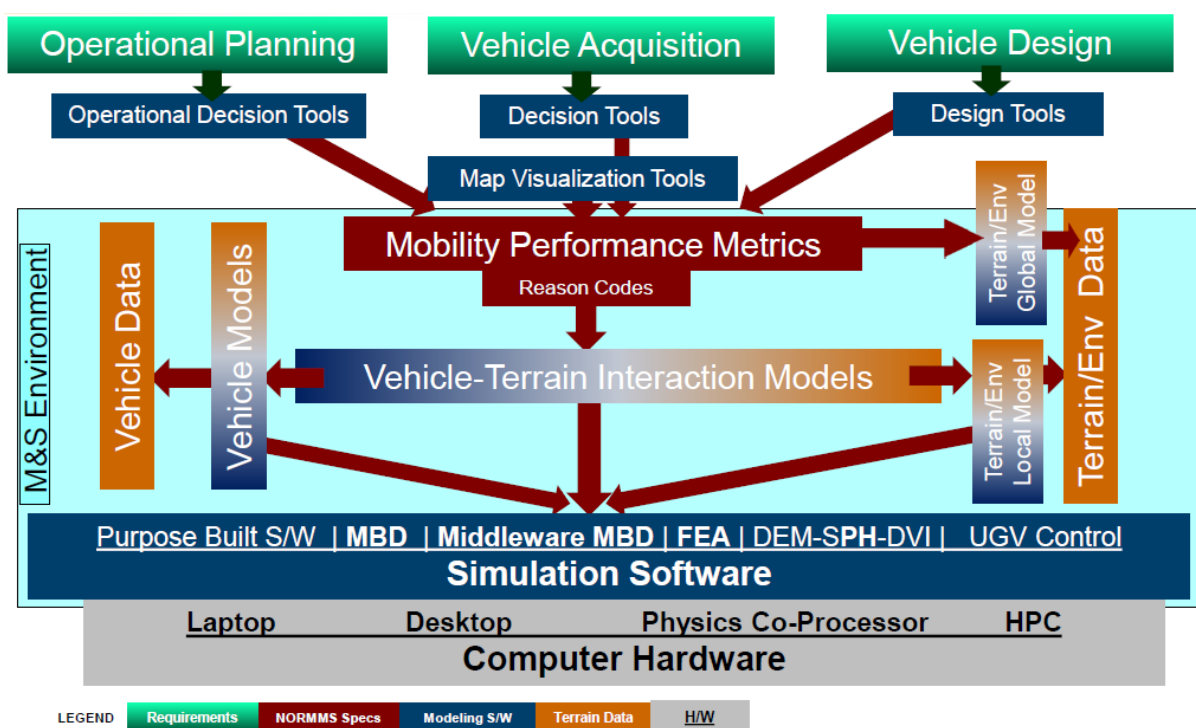 Operational Planning
Vehicle Acquisition
Vehicle Design
Operational Decision Tools
Decision Tools
Design Tools
Map Visualization Tools
M&S Environment
Vehicle Data
Vehicle Models
Mobility Performance Metrics
Reason Codes
Terrain/Env
Global Model
Terrain/Env Data
Vehicle-Terrain Interaction Models
Terrain/Env
Local Model
Purpose Built S/W | MBD | Middleware MBD | FEA | DEM-SPH-DVI | UGV Control
Simulation Software
Laptop Desktop Physics Co-Processor HPC
Computer Hardware
LEGEND Requirements NORMMS Specs Modeling S/W Terrain Data H/W